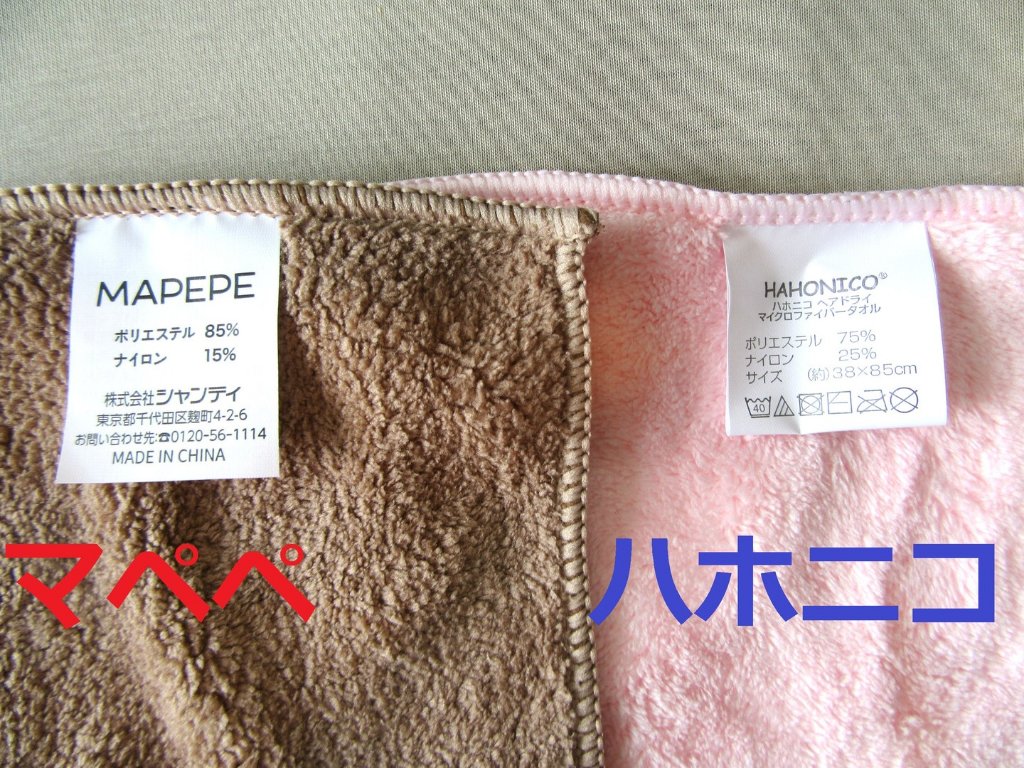 MAPEPE
ポリエステル 85%
ナイロン 15%
株式会社シャンテイ
東京都千代田区麹町4-2-6
お問い合わせ先:☎0120-56-1114
MADE IN CHINA
HAHONICO®
ハホニコ ヘアドライ
マイクロファイバータオル
ポリエステル 75%
ナイロン 25%
サイズ (約)38×85cm
40
マペペ
ハホニコ